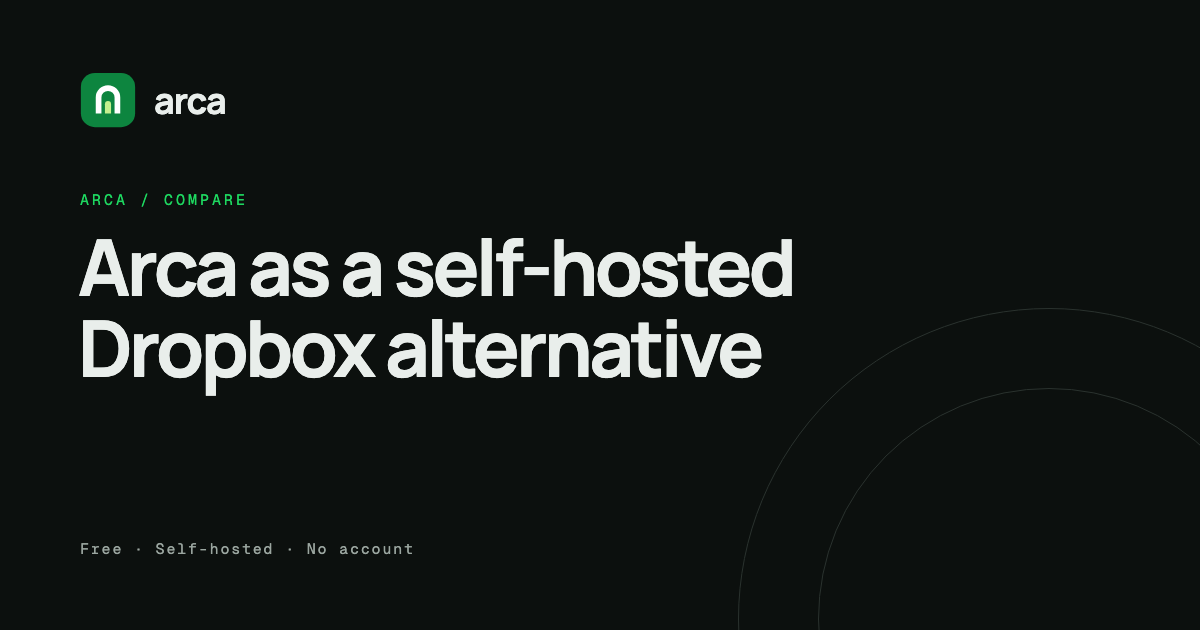 arca
ARCA / COMPARE
Arca as a self-hosted
Dropbox alternative
Free · Self-hosted · No account